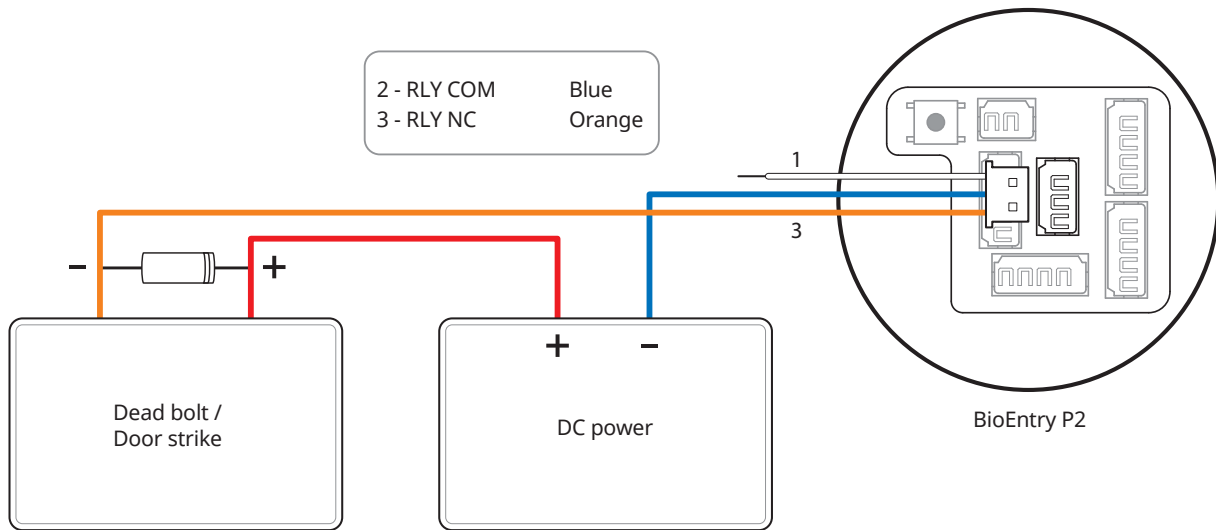 2 - RLY COM Blue
3 - RLY NC Orange
1
3
- +
+ -
Dead bolt /
Door strike
DC power
BioEntry P2